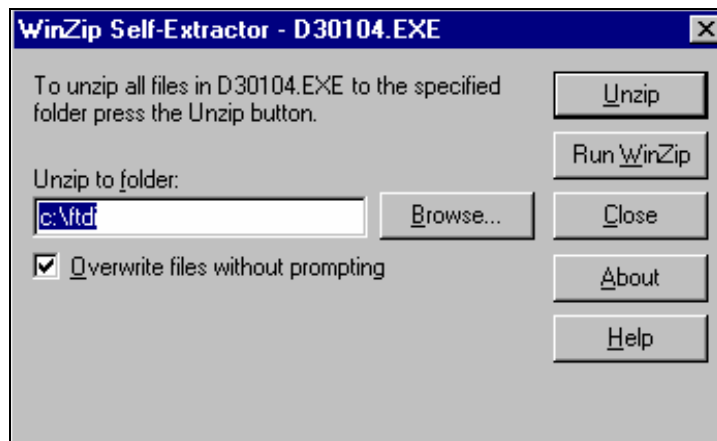 WinZip Self-Extractor - D30104.EXE
To unzip all files in D30104.EXE to the specified
folder press the Unzip button.
Unzip to folder:
c:\ftdi
Browse...
Overwrite files without prompting
Unzip
Run WinZip
Close
About
Help